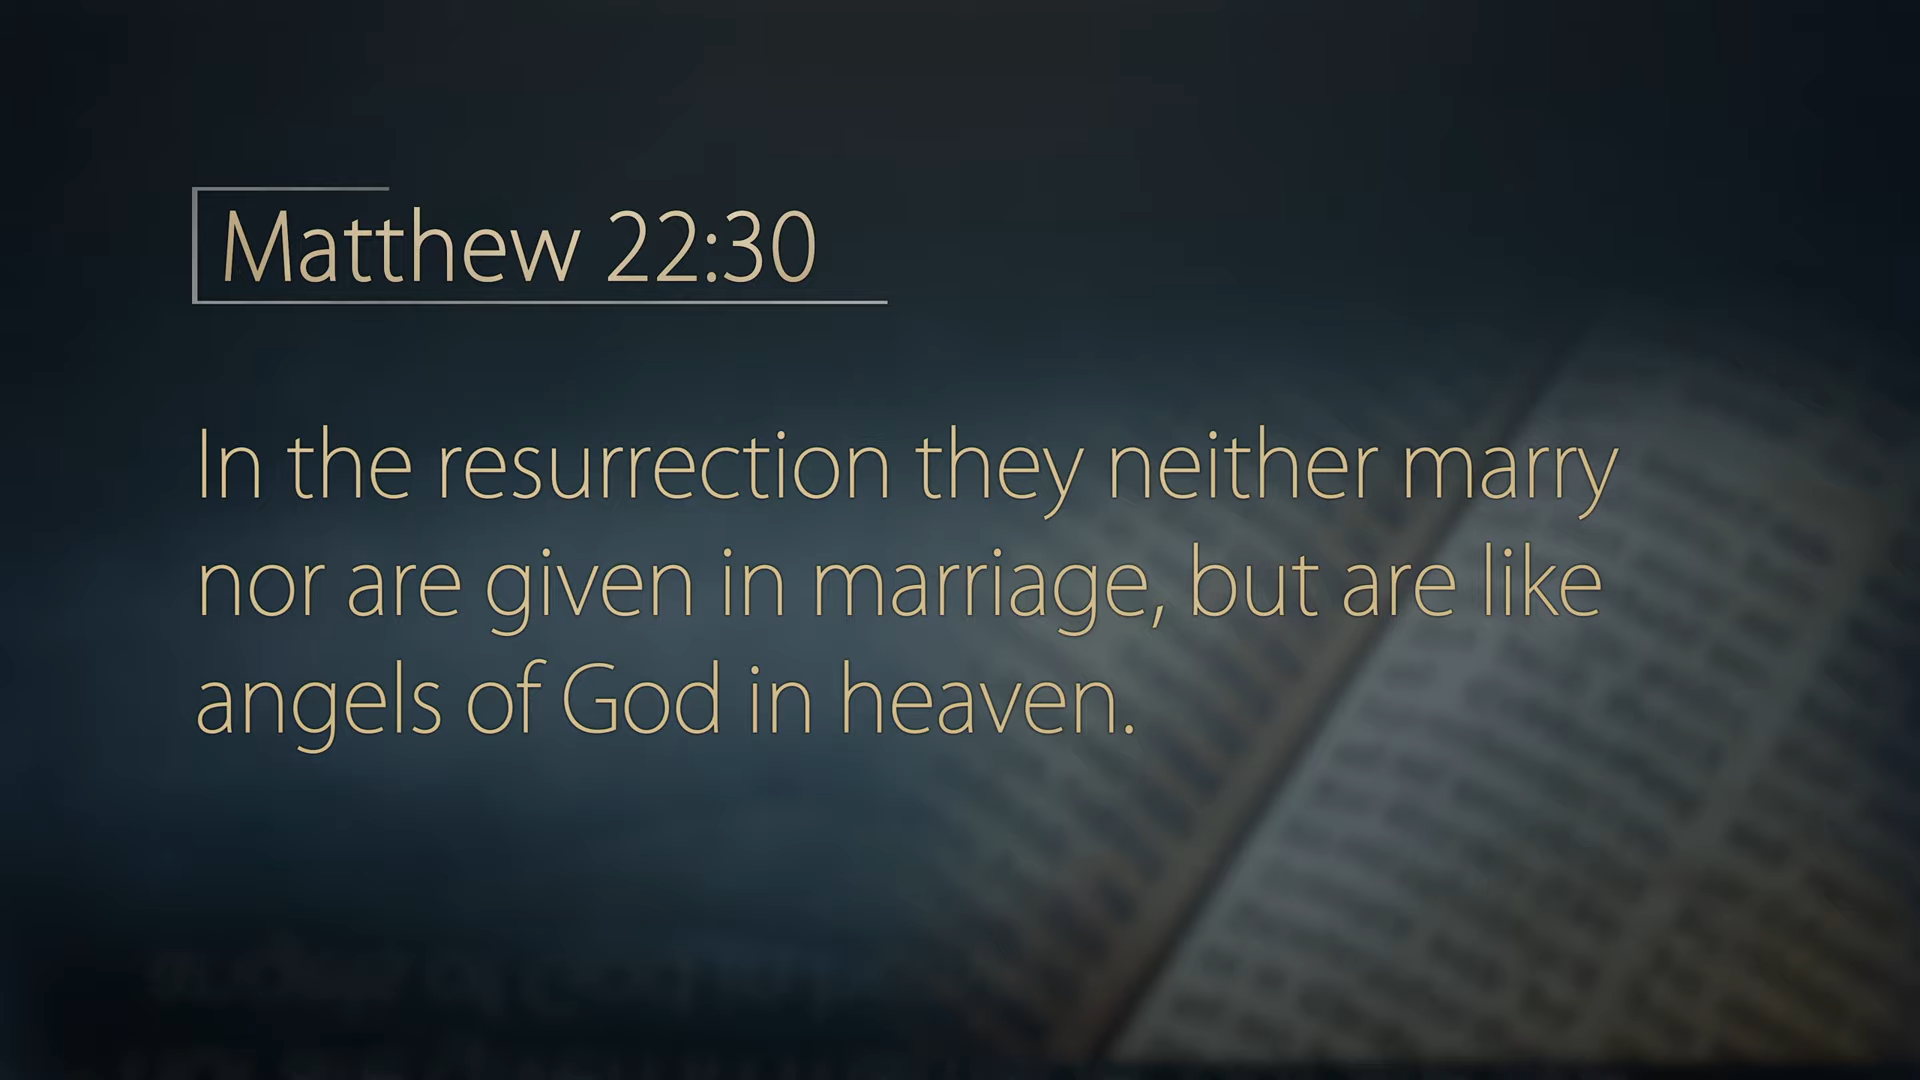 Matthew 22:30
In the resurrection they neither marry
nor are given in marriage, but are like
angels of God in heaven.